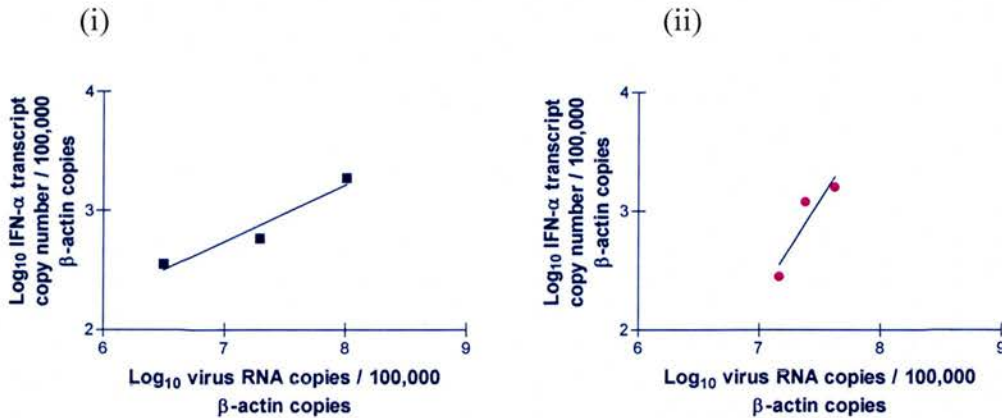 (i)
Log₁₀ IFN-α transcript
copy number / 100,000
β-actin copies
4
3
2
6 7 8 9
Log₁₀ virus RNA copies / 100,000
β-actin copies
(ii)
Log₁₀ IFN-α transcript
copy number / 100,000
β-actin copies
4
3
2
6 7 8 9
Log₁₀ virus RNA copies / 100,000
β-actin copies